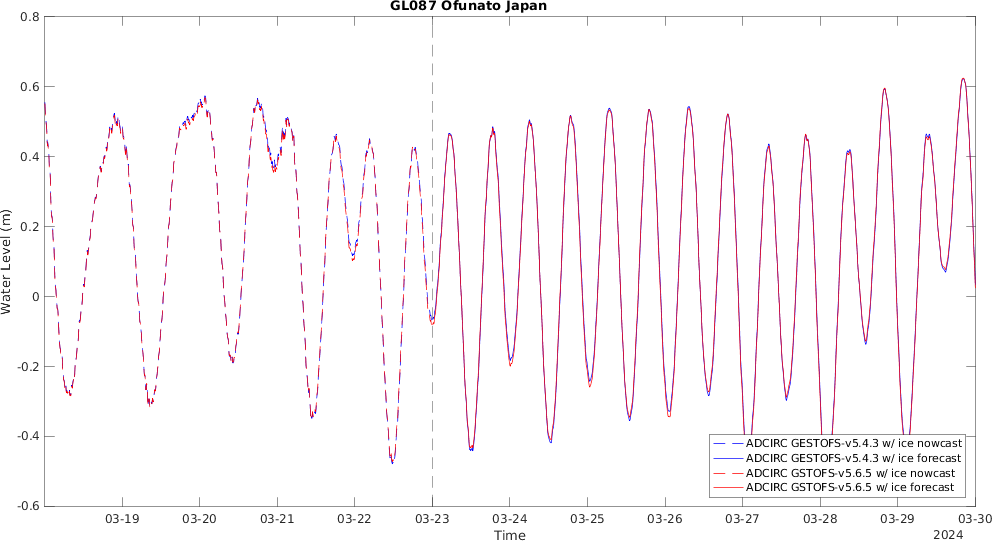 GL087 Ofunato Japan
0.8
0.6
0.4
0.2
0
-0.2
-0.4
-0.6
Water Level (m)
ADCIRC GESTOFS-v5.4.3 w/ ice nowcast
ADCIRC GESTOFS-v5.4.3 w/ ice forecast
ADCIRC GSTOFS-v5.6.5 w/ ice nowcast
ADCIRC GSTOFS-v5.6.5 w/ ice forecast
03-19 03-20 03-21 03-22 03-23 03-24 03-25 03-26 03-27 03-28 03-29 03-30
Time
2024